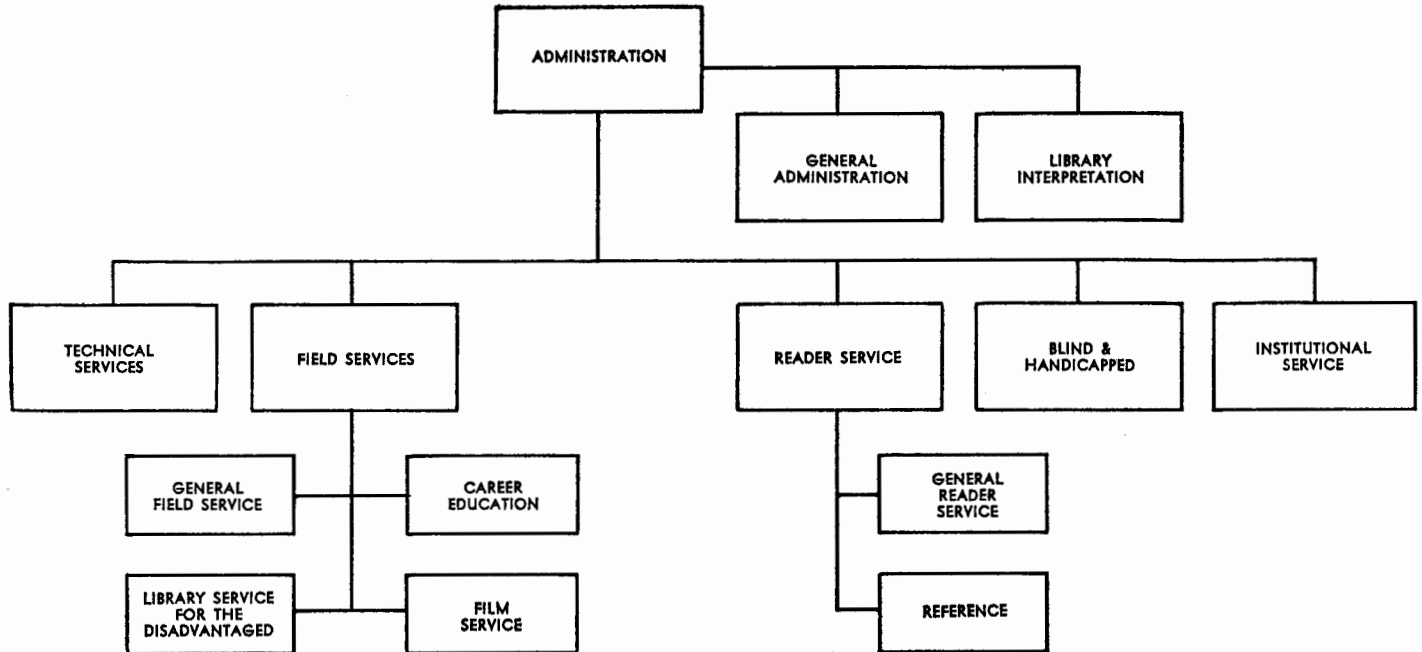 ADMINISTRATION
GENERAL
ADMINISTRATION
LIBRARY
INTERPRETATION
TECHNICAL
SERVICES
FIELD SERVICES
READER SERVICE
BLIND &
HANDICAPPED
INSTITUTIONAL
SERVICE
GENERAL
FIELD SERVICE
CAREER
EDUCATION
GENERAL
READER
SERVICE
LIBRARY SERVICE
FOR THE
DISADVANTAGED
FILM
SERVICE
REFERENCE